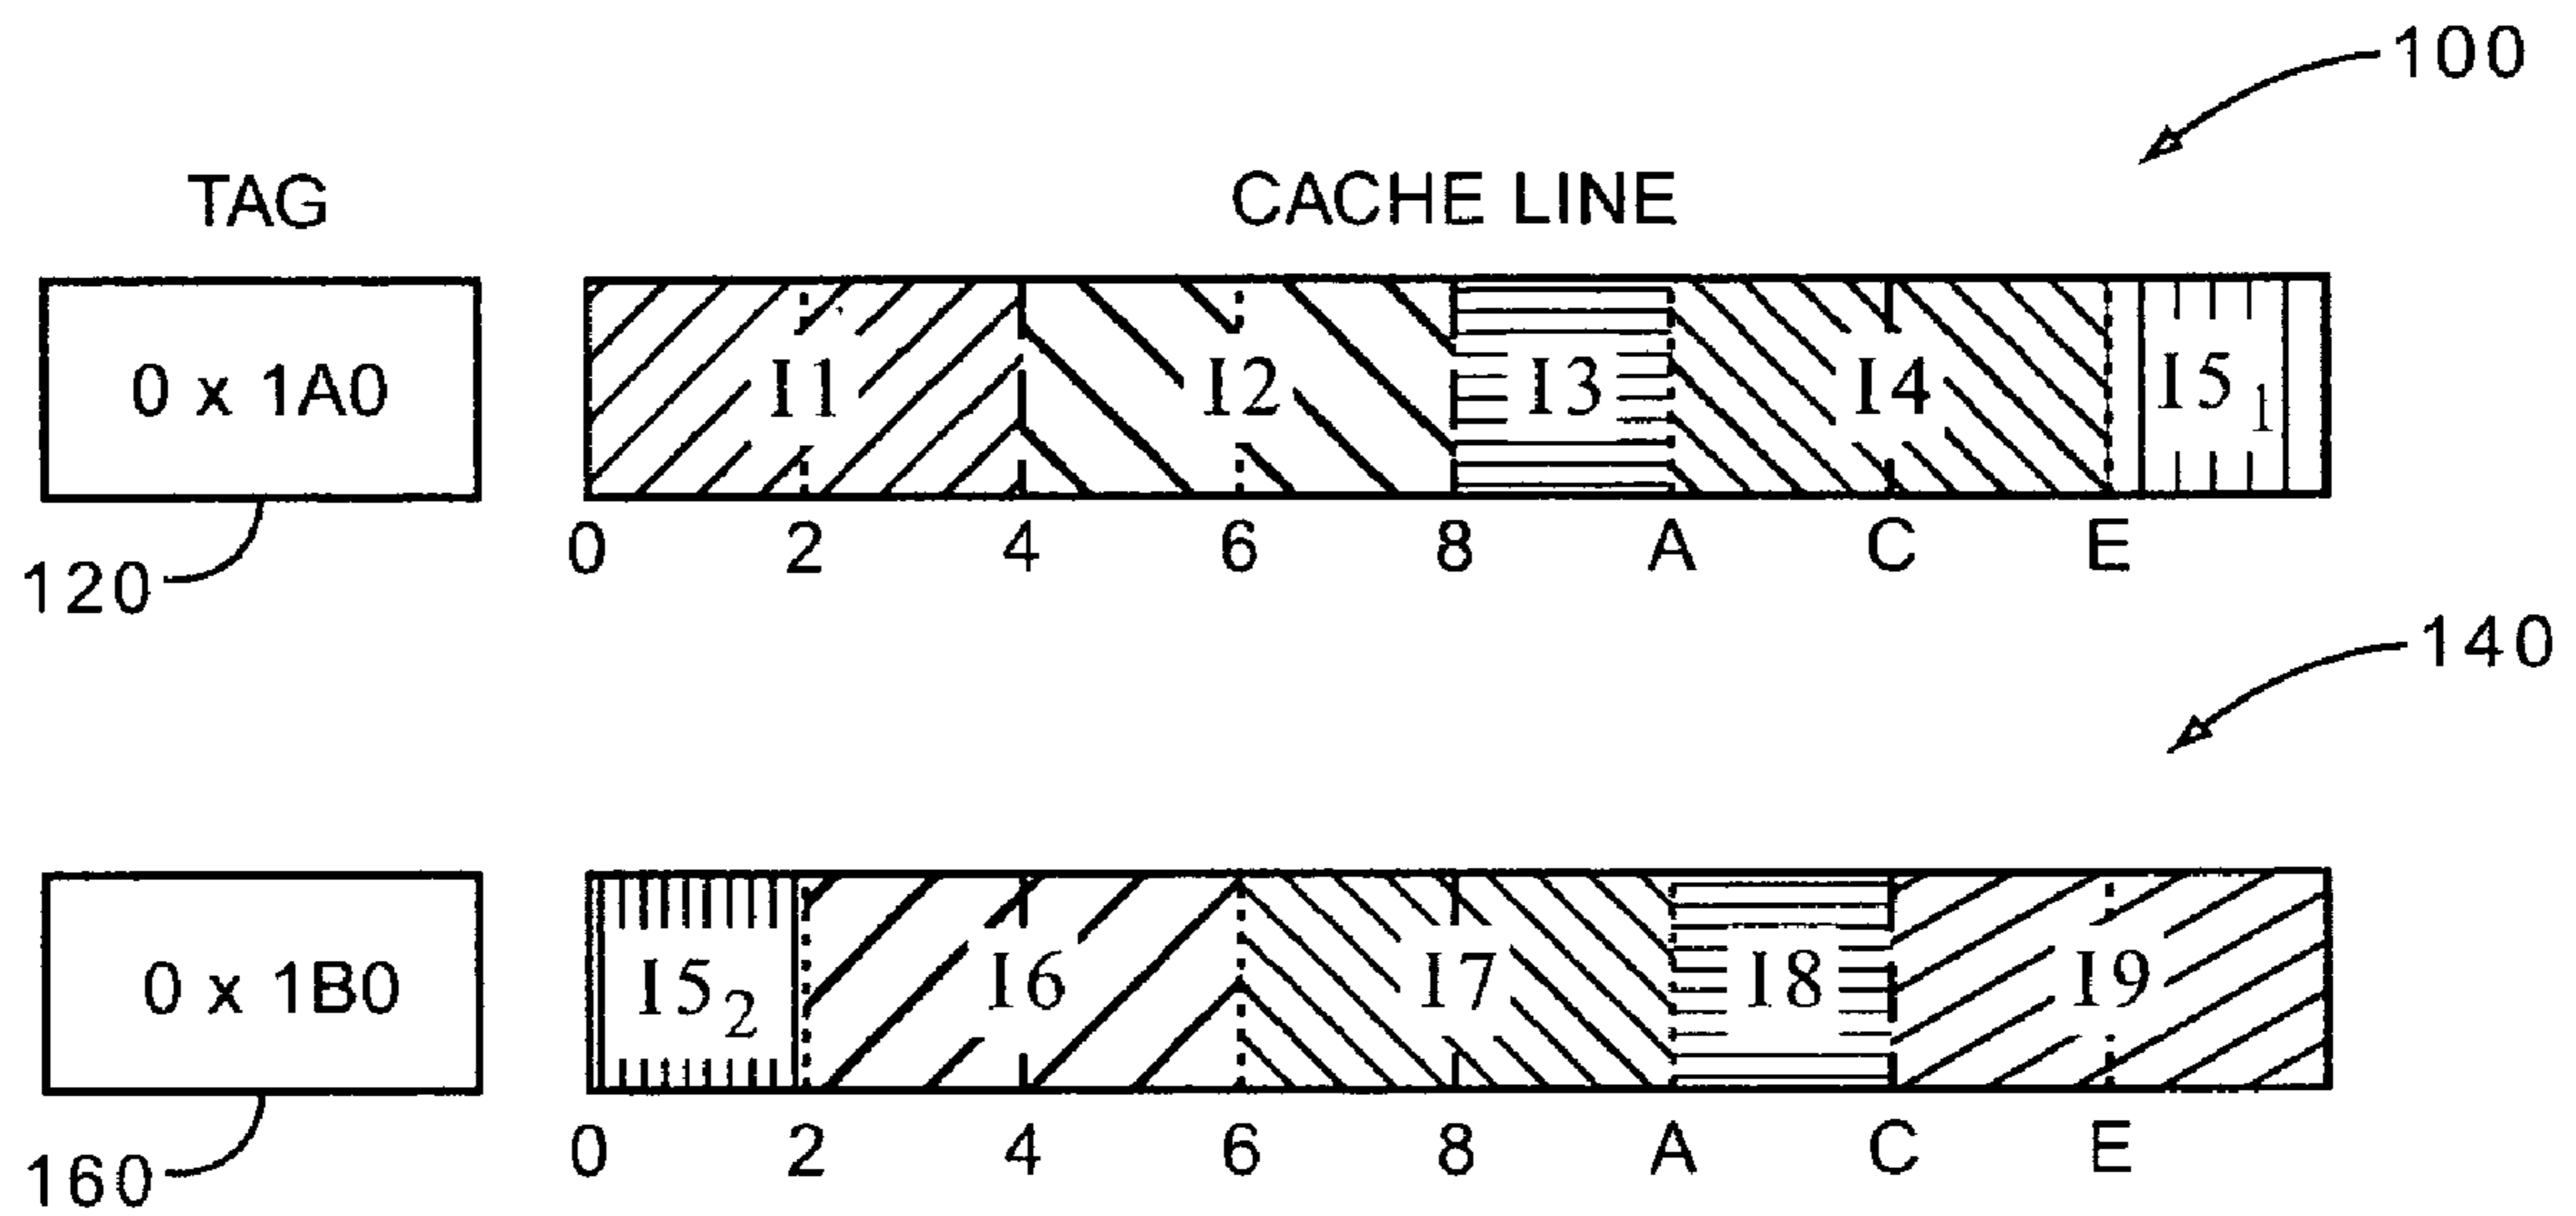 100
TAG CACHE LINE
0 x 1A0 I1 I2 I3 I4 I5 1
0 2 4 6 8 A C E
120
140
0 x 1B0 I5 2 I6 I7 I8 I9
0 2 4 6 8 A C E
160